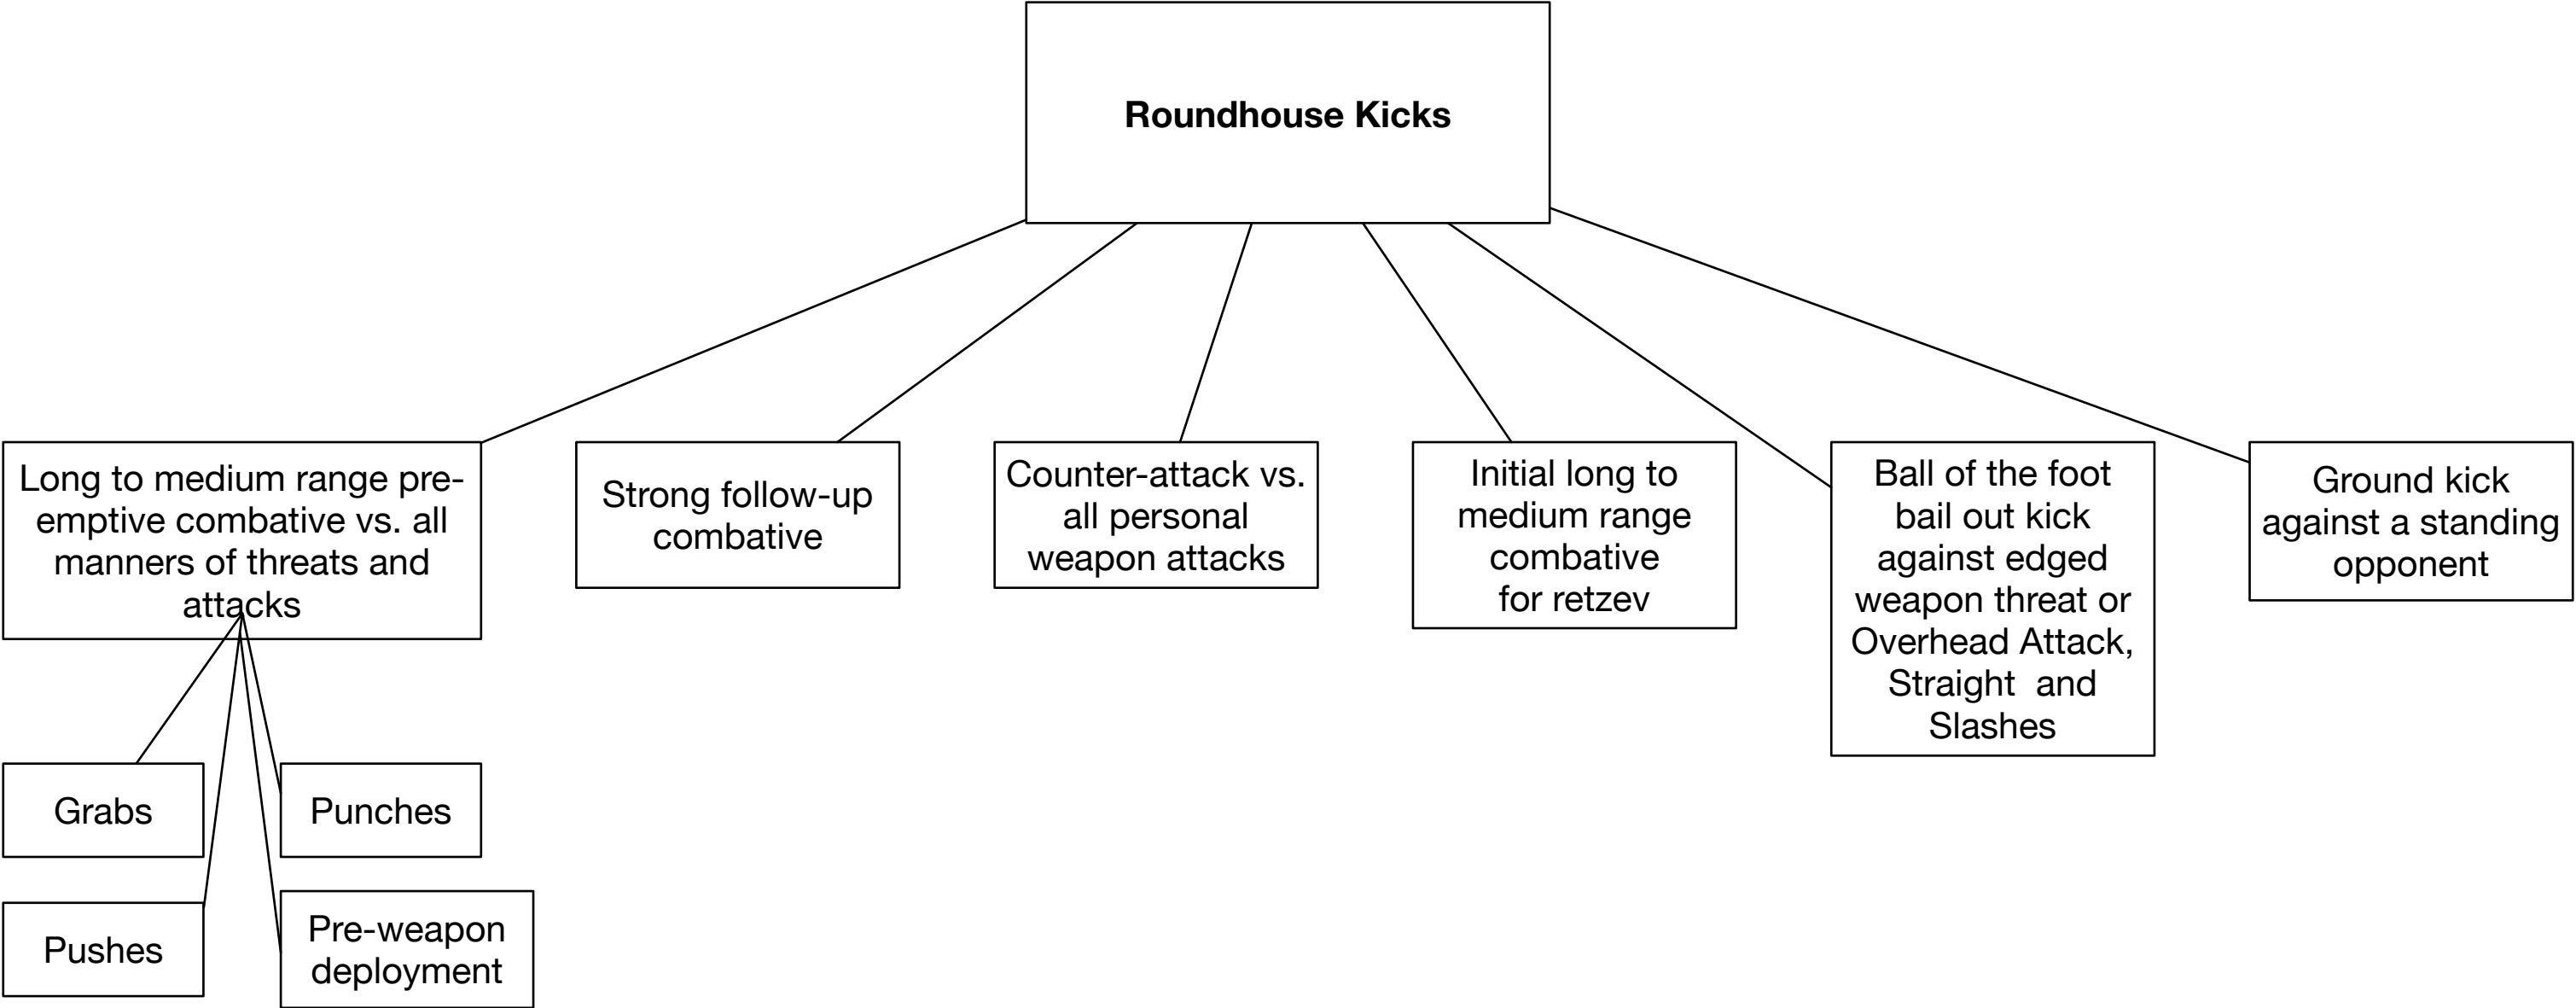 Roundhouse Kicks
Long to medium range pre-
emptive combative vs. all
manners of threats and
attacks
Strong follow-up
combative
Counter-attack vs.
all personal
weapon attacks
Initial long to
medium range
combative
for retzev
Ball of the foot
bail out kick
against edged
weapon threat or
Overhead Attack,
Straight  and
Slashes
Ground kick
against a standing
opponent
Grabs
Punches
Pushes
Pre-weapon
deployment